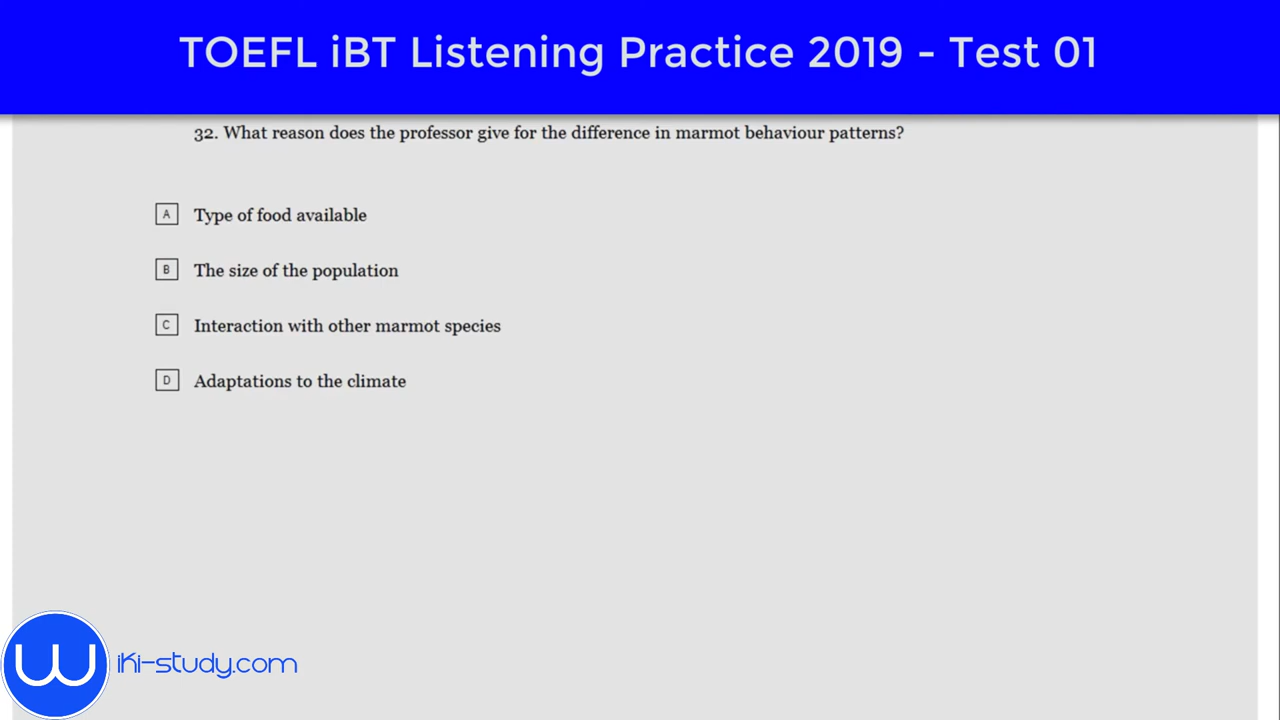 TOEFL iBT Listening Practice 2019 - Test 01
32. What reason does the professor give for the difference in marmot behaviour patterns?
A Type of food available
B The size of the population
C Interaction with other marmot species
D Adaptations to the climate
W iki-study.com